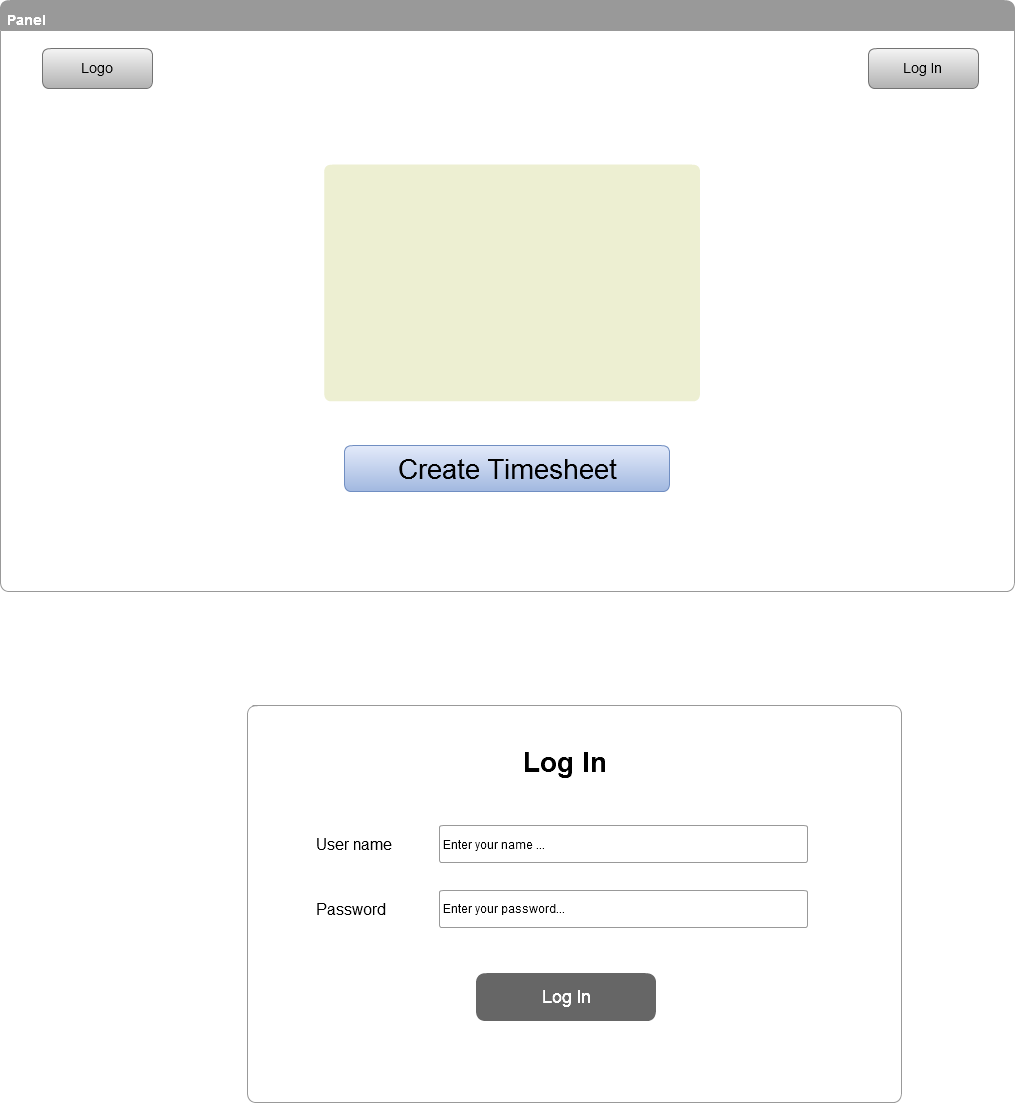 Panel
Logo
Log In
Create Timesheet
Log In
User name
Enter your name ...
Password
Enter your password...
Log In